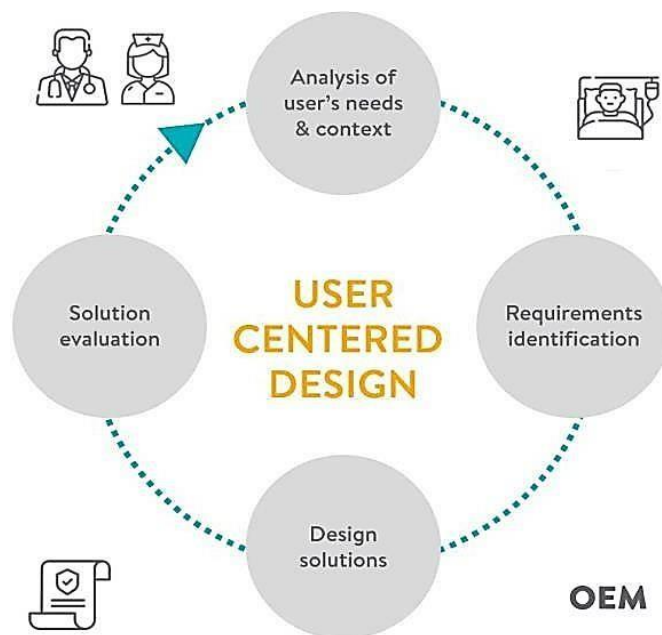 Analysis of
user's needs
& context
Requirements
identification
Design
solutions
Solution
evaluation
USER
CENTERED
DESIGN
OEM